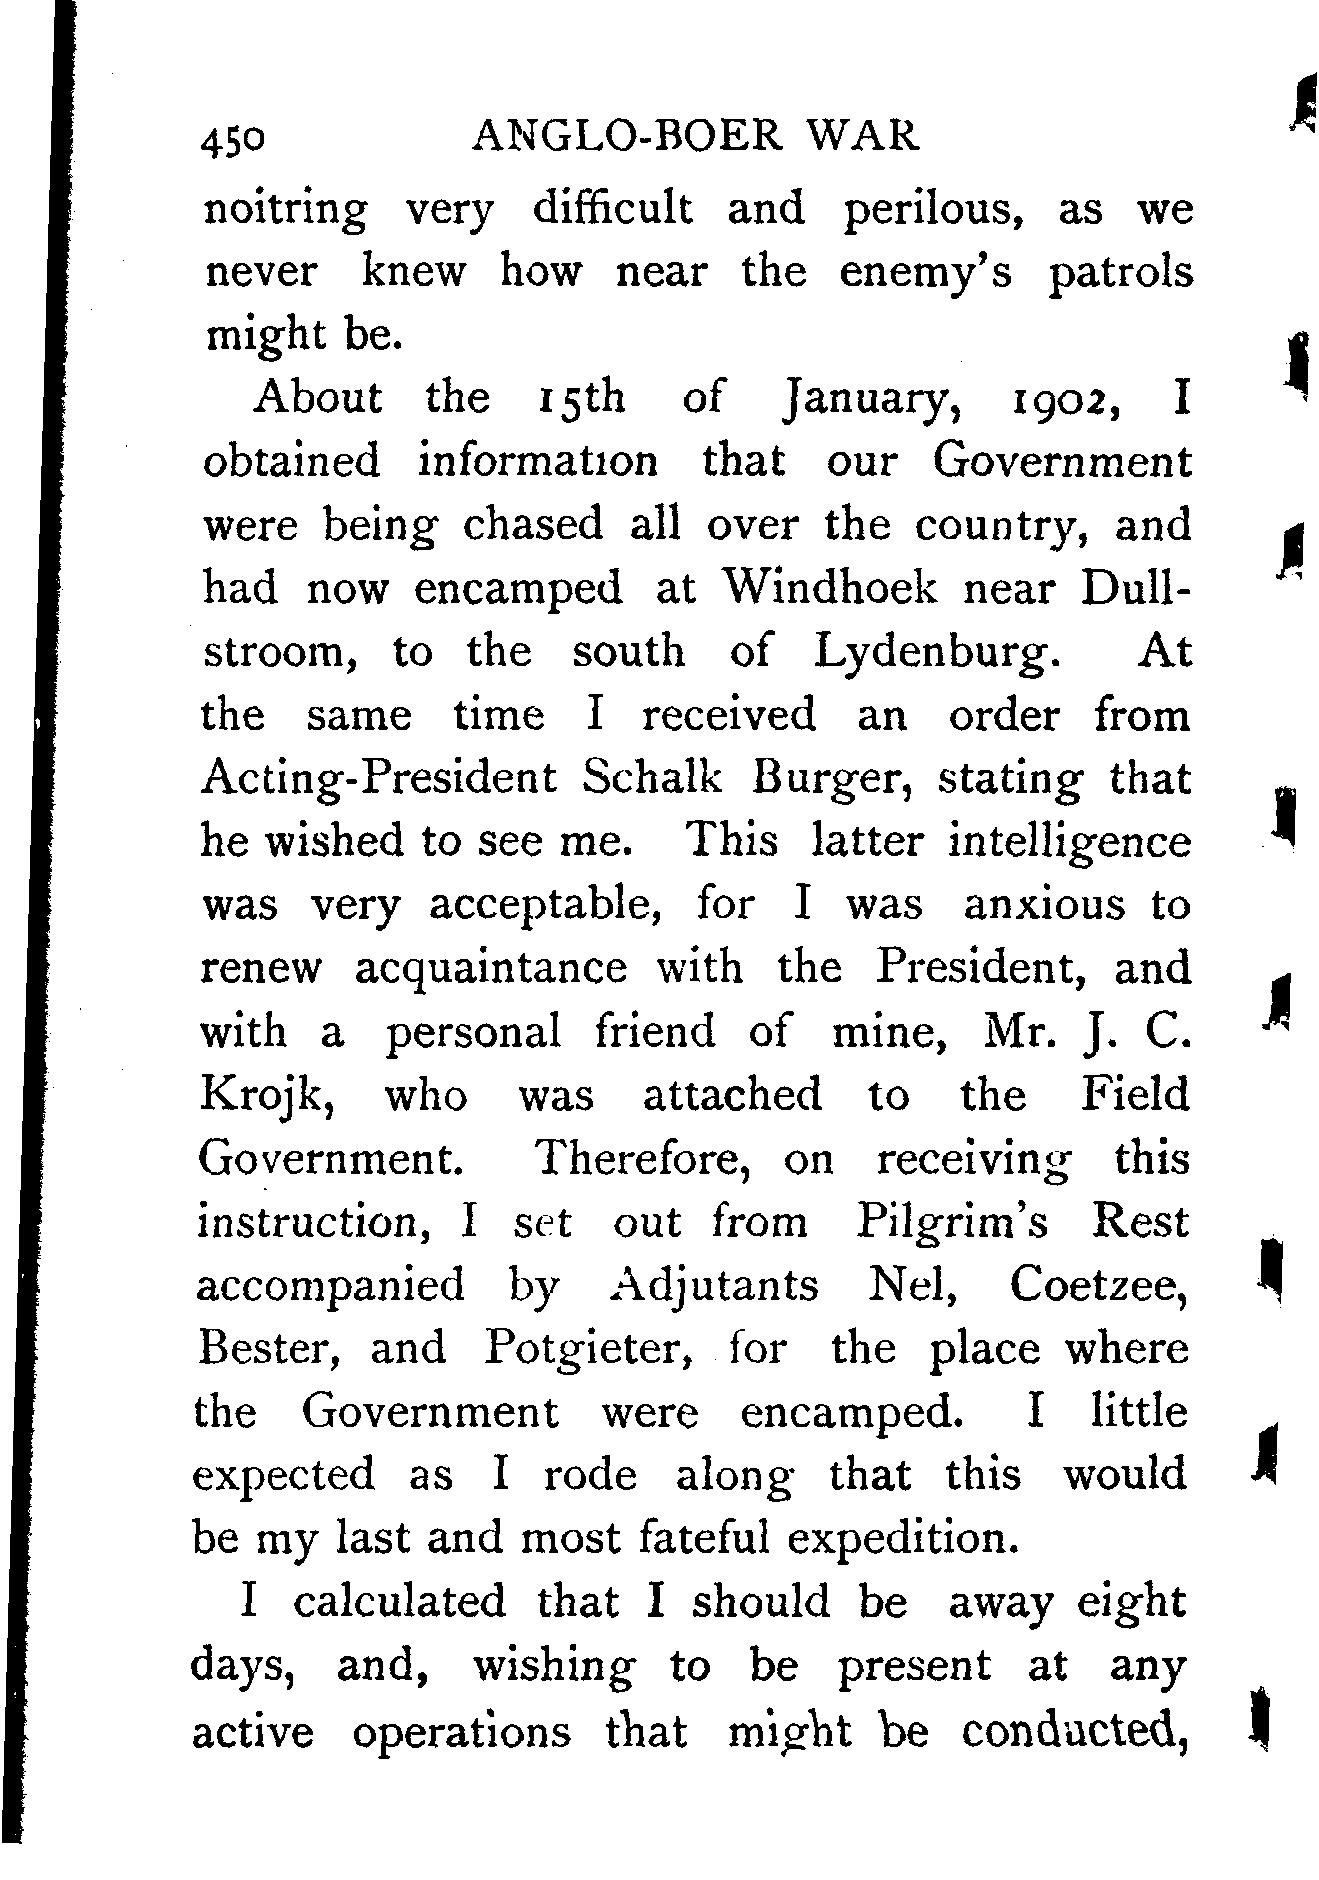 450 ANGLO-BOER WAR
noitring very difficult and perilous, as we
never knew how near the enemy's patrols
might be.
About the 15th of January, 1902, I
obtained information that our Government
were being chased all over the country, and
had now encamped at Windhoek near Dull-
stroom, to the south of Lydenburg. At
the same time I received an order from
Acting-President Schalk Burger, stating that
he wished to see me. This latter intelligence
was very acceptable, for I was anxious to
renew acquaintance with the President, and
with a personal friend of mine, Mr. J. C.
Krojk, who was attached to the Field
Government. Therefore, on receiving this
instruction, I set out from Pilgrim's Rest
accompanied by Adjutants Nel, Coetzee,
Bester, and Potgieter, for the place where
the Government were encamped. I little
expected as I rode along that this would
be my last and most fateful expedition.
I calculated that I should be away eight
days, and, wishing to be present at any
active operations that might be conducted,